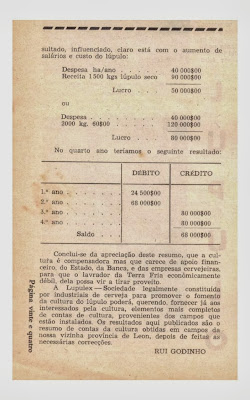 sultado, influenciado, claro está com o aumento de
salários e custo do lúpulo:
Despesa ha/ano . . . . 40 000$00
Receita 1 500 kgs lúpulo seco 90 000$00
Lucro . . 50 000$00
ou
Despesa . . . . . . . 40 000$00
2000 kg. 60$00 . . . . . 120 000$00
Lucro . . 80 000$00
No quarto ano teríamos o seguinte resultado:
DÉBITO CRÉDITO
1.º ano . . . . . . . 24 500$00
2.º ano . . . . . . . 68 000$00
3.º ano . . . . . . . 80 000$00
4.º ano . . . . . . . 80 000$00
Saldo . . . . . 68 000$00
Conclui-se da apreciação deste resumo, que a cul-
tura é compensadora mas que carece de apoio finan-
ceiro, do Estado, da Banca, e das empresas cervejeiras,
para que o lavrador da Terra Fria económicamente
débil, dela possa vir a tirar proveito.
A Lupulex — Sociedade legalmente constituída
por industriais de cerveja para promover o fomento
da cultura do lúpulo poderá, querendo, fornecer já aos
interessados pela cultura, elementos mais completos
de contas de cultura, provenientes dos campos que
estão instalados. Os resultados aqui publicados são o
resumo de contas da cultura obtidas em campos da
nossa vizinha província de Leon, depois de feitas as
necessárias correcções.
RUI GODINHO
Página vinte e quatro